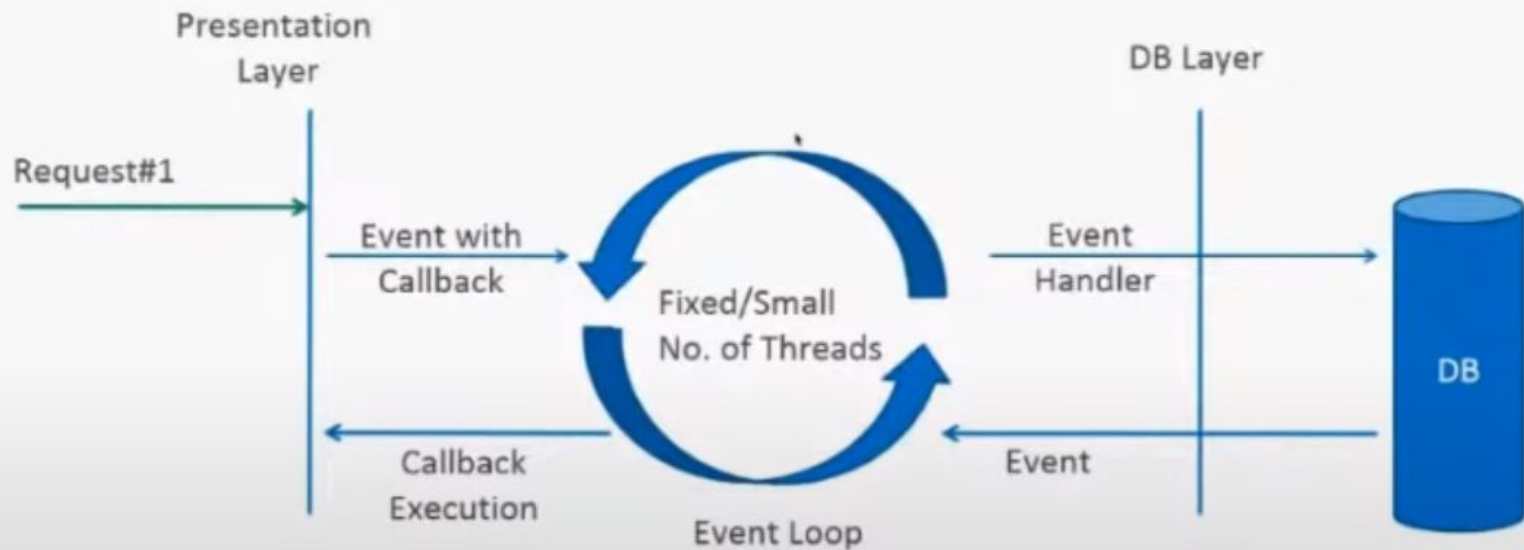 Presentation
Layer
DB Layer
Request#1
Event with
Callback
Event
Handler
Fixed/Small
No. of Threads
DB
Callback
Execution
Event
Event Loop